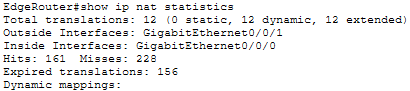 EdgeRouter#show ip nat statistics
Total translations: 12 (0 static, 12 dynamic, 12 extended)
Outside Interfaces: GigabitEthernet0/0/1
Inside Interfaces: GigabitEthernet0/0/0
Hits: 161  Misses: 228
Expired translations: 156
Dynamic mappings: